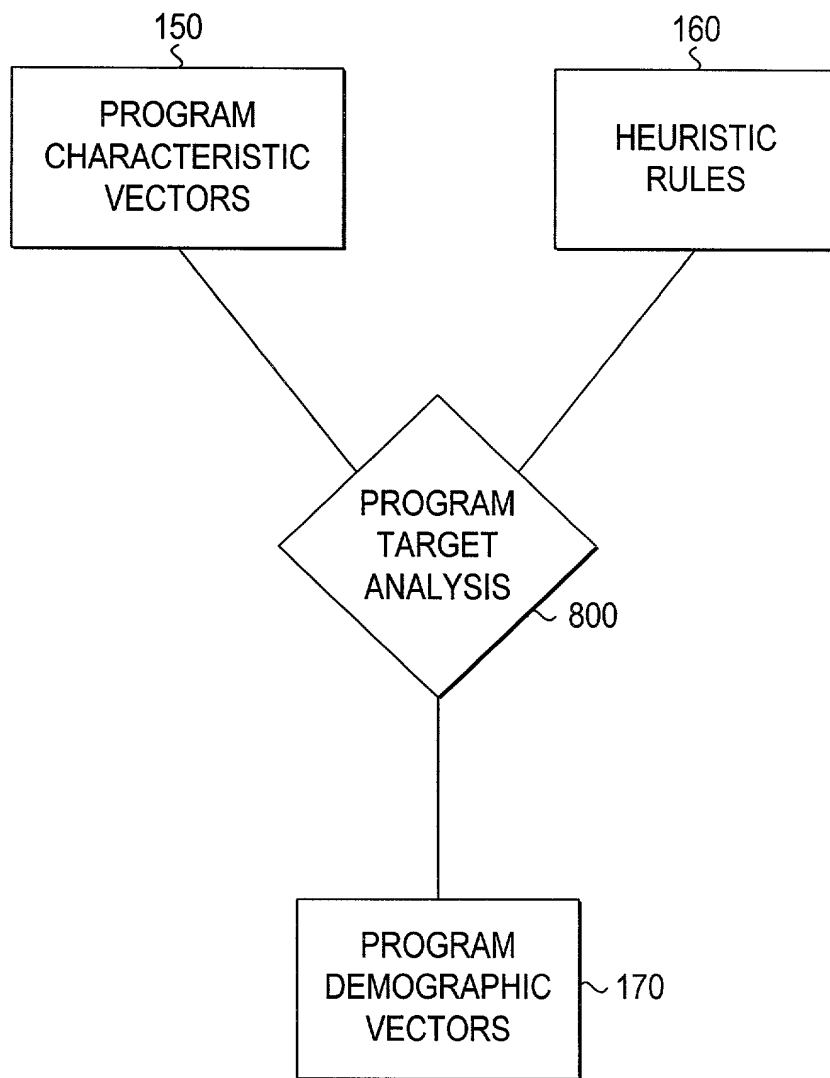 150
PROGRAM
CHARACTERISTIC
VECTORS
160
HEURISTIC
RULES
PROGRAM
TARGET
ANALYSIS
800
PROGRAM
DEMOGRAPHIC
VECTORS
170